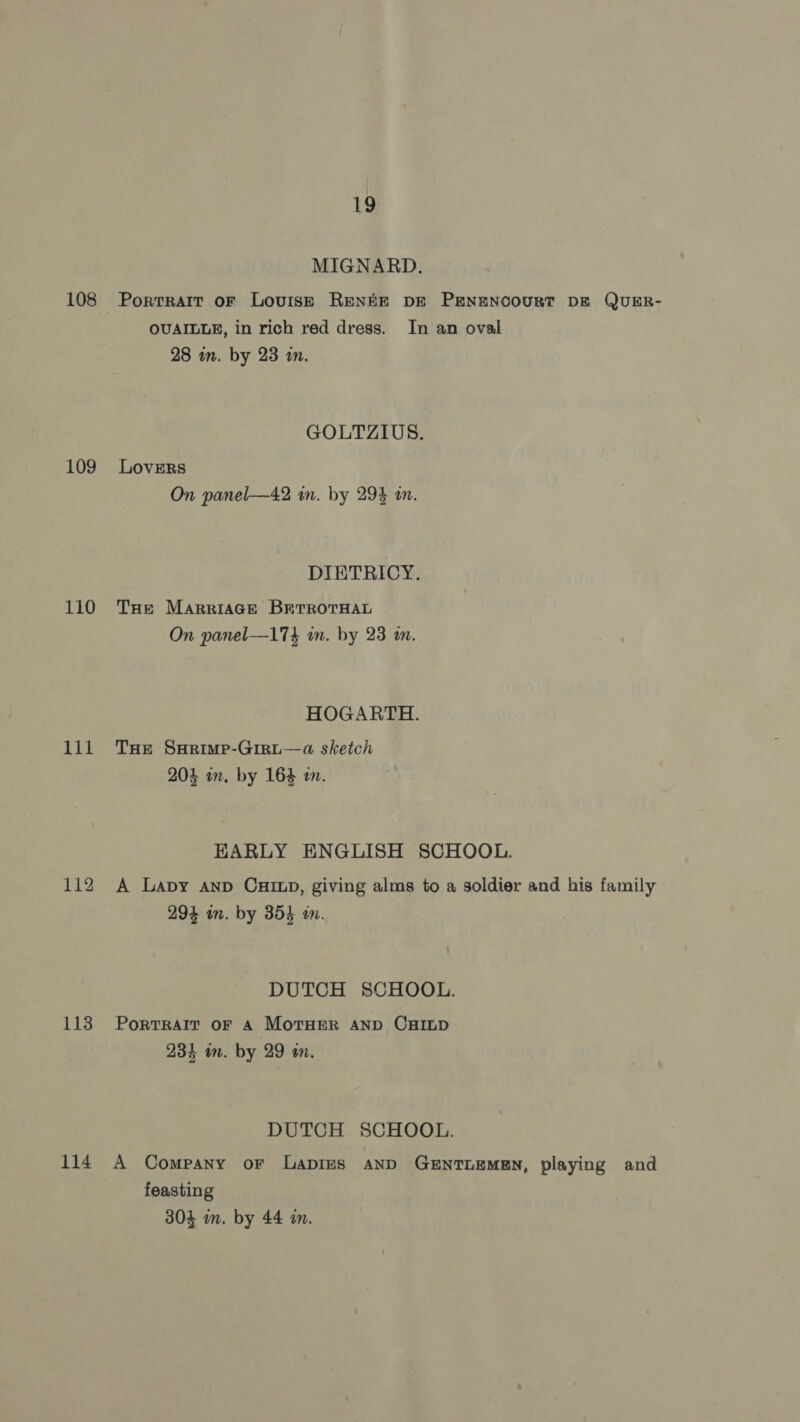 19
MIGNARD.
108 PORTRAIT OF LOUISE RENÉE DE PENENCOURT DE QUER-
OUAILLE, in rich red dress. In an oval
28 in. by 23 in.
GOLTZIUS.
109 LOVERS
On panel—42 in. by 29½ in.
DIETRICY.
110 THE MARRIAGE BETROTHAL
On panel—17½ in. by 23 in.
HOGARTH.
111 THE SHRIMP-GIRL—a sketch
20½ in. by 16½ in.
EARLY ENGLISH SCHOOL.
112 A LADY AND CHILD, giving alms to a soldier and his family
29½ in. by 35½ in.
DUTCH SCHOOL.
113 PORTRAIT OF A MOTHER AND CHILD
23½ in. by 29 in.
DUTCH SCHOOL.
114 A COMPANY OF LADIES AND GENTLEMEN, playing and
feasting
30½ in. by 44 in.